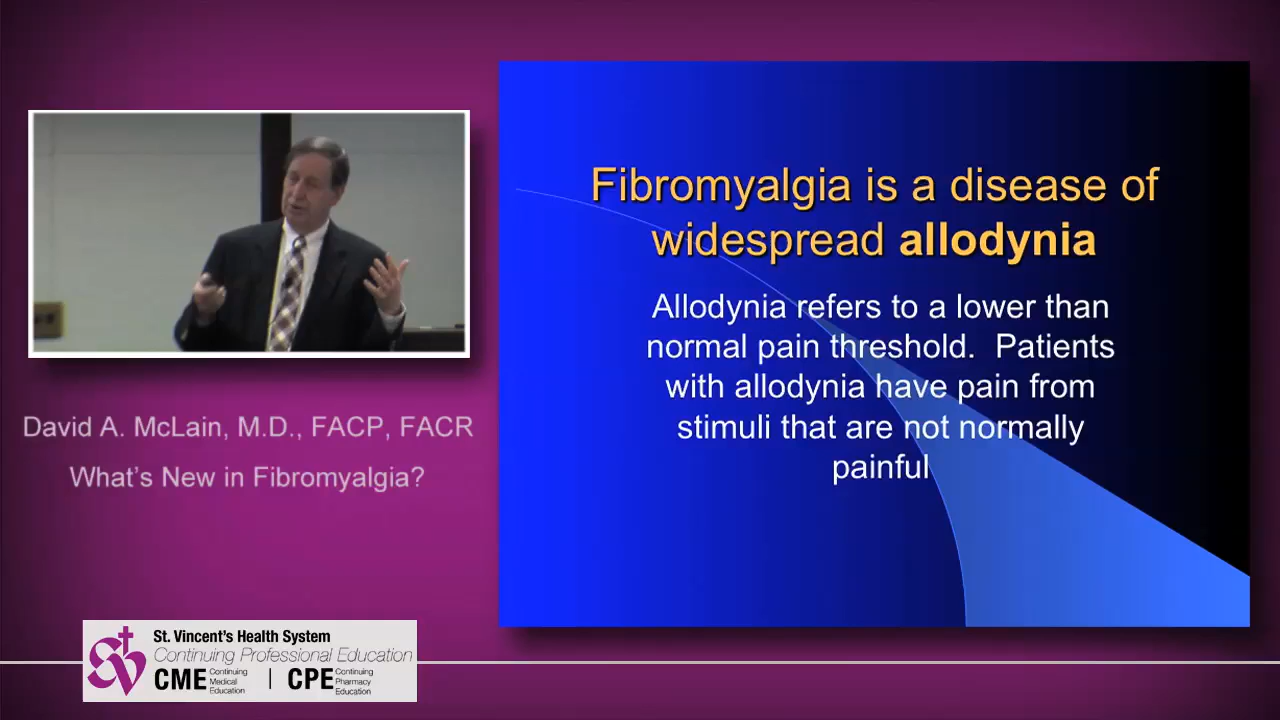 David A. McLain, M.D., FACP, FACR
What's New in Fibromyalgia?
Fibromyalgia is a disease of
widespread allodynia
Allodynia refers to a lower than
normal pain threshold.  Patients
with allodynia have pain from
stimuli that are not normally
painful
St. Vincent's Health System
Continuing Professional Education
CME Continuing Medical Education | CPE Continuing Pharmacy Education